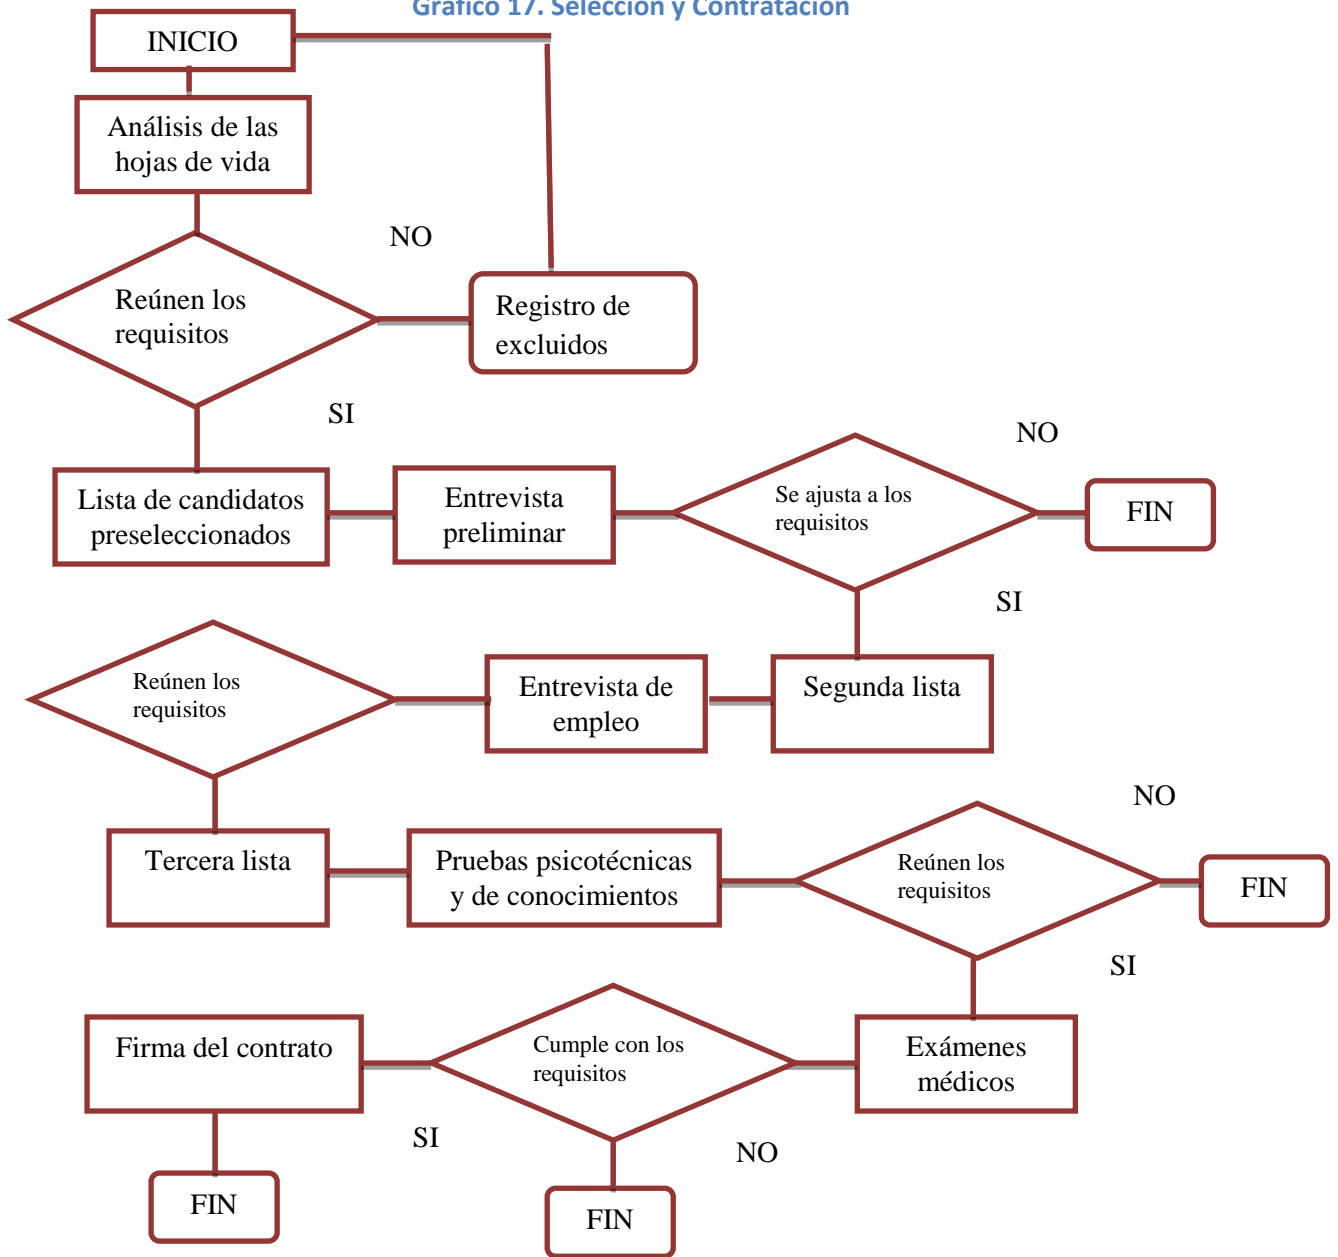 Gráfico 17. Selección y Contratación
INICIO
Análisis de las
hojas de vida
NO
Reúnen los
requisitos
Registro de
excluidos
SI
NO
Lista de candidatos
preseleccionados
Entrevista
preliminar
Se ajusta a los
requisitos
FIN
SI
Reúnen los
requisitos
Entrevista de
empleo
Segunda lista
NO
Tercera lista
Pruebas psicotécnicas
y de conocimientos
Reúnen los
requisitos
FIN
SI
Firma del contrato
Cumple con los
requisitos
Exámenes
médicos
SI
NO
FIN
FIN